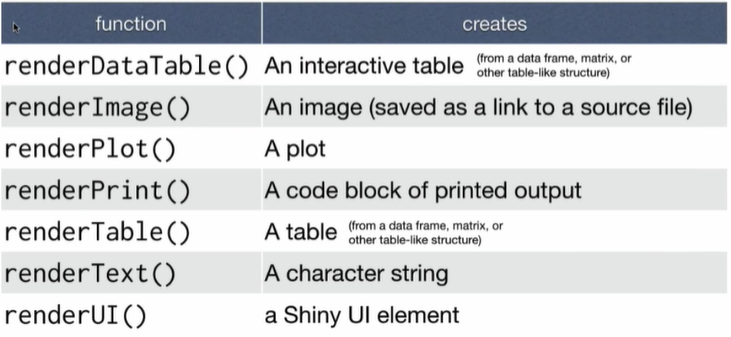 function creates
renderDataTable() An interactive table (from a data frame, matrix, or
other table-like structure)
renderImage() An image (saved as a link to a source file)
renderPlot() A plot
renderPrint() A code block of printed output
renderTable() A table (from a data frame, matrix, or
other table-like structure)
renderText() A character string
renderUI() a Shiny UI element